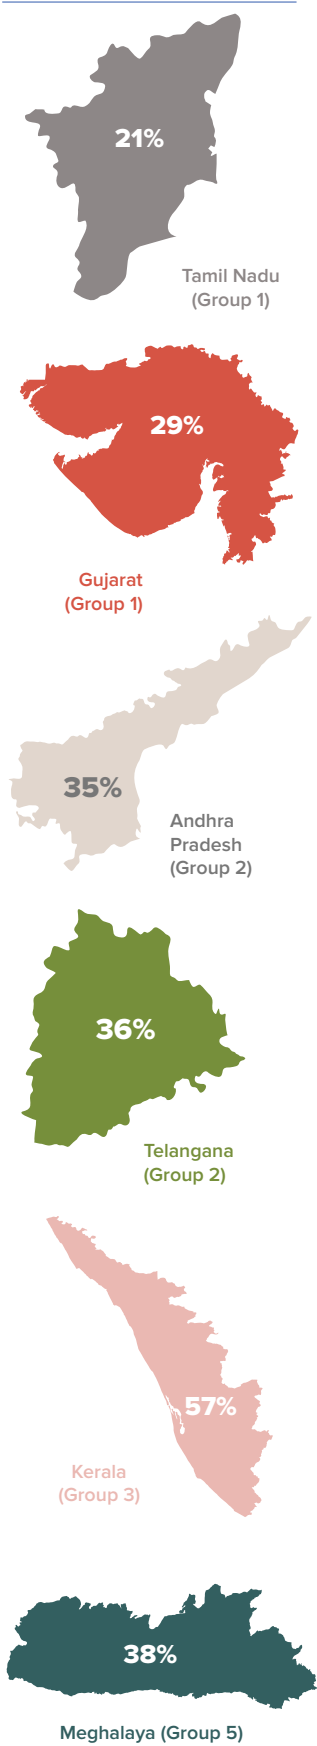 21%
Tamil Nadu
(Group 1)
29%
Gujarat
(Group 1)
35%
Andhra
Pradesh
(Group 2)
36%
Telangana
(Group 2)
57%
Kerala
(Group 3)
38%
Meghalaya (Group 5)